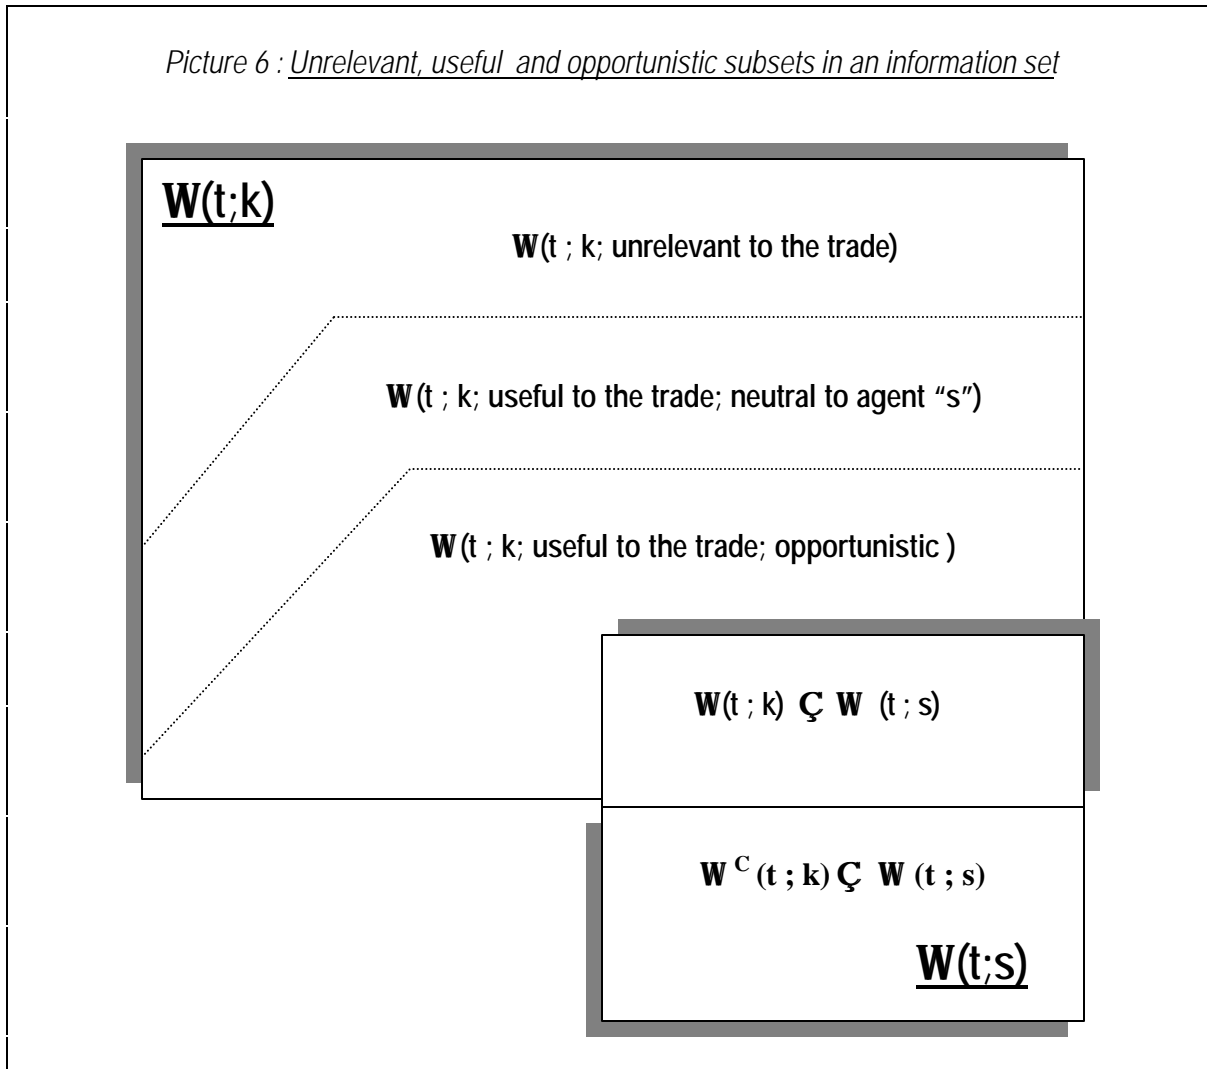 Picture 6 : Unrelevant, useful and opportunistic subsets in an information set
W(t;k)
W(t ; k; unrelevant to the trade)
W(t ; k; useful to the trade; neutral to agent “s”)
W(t ; k; useful to the trade; opportunistic )
W(t ; k) Ç W (t ; s)
W C (t ; k) Ç W (t ; s)
W(t;s)